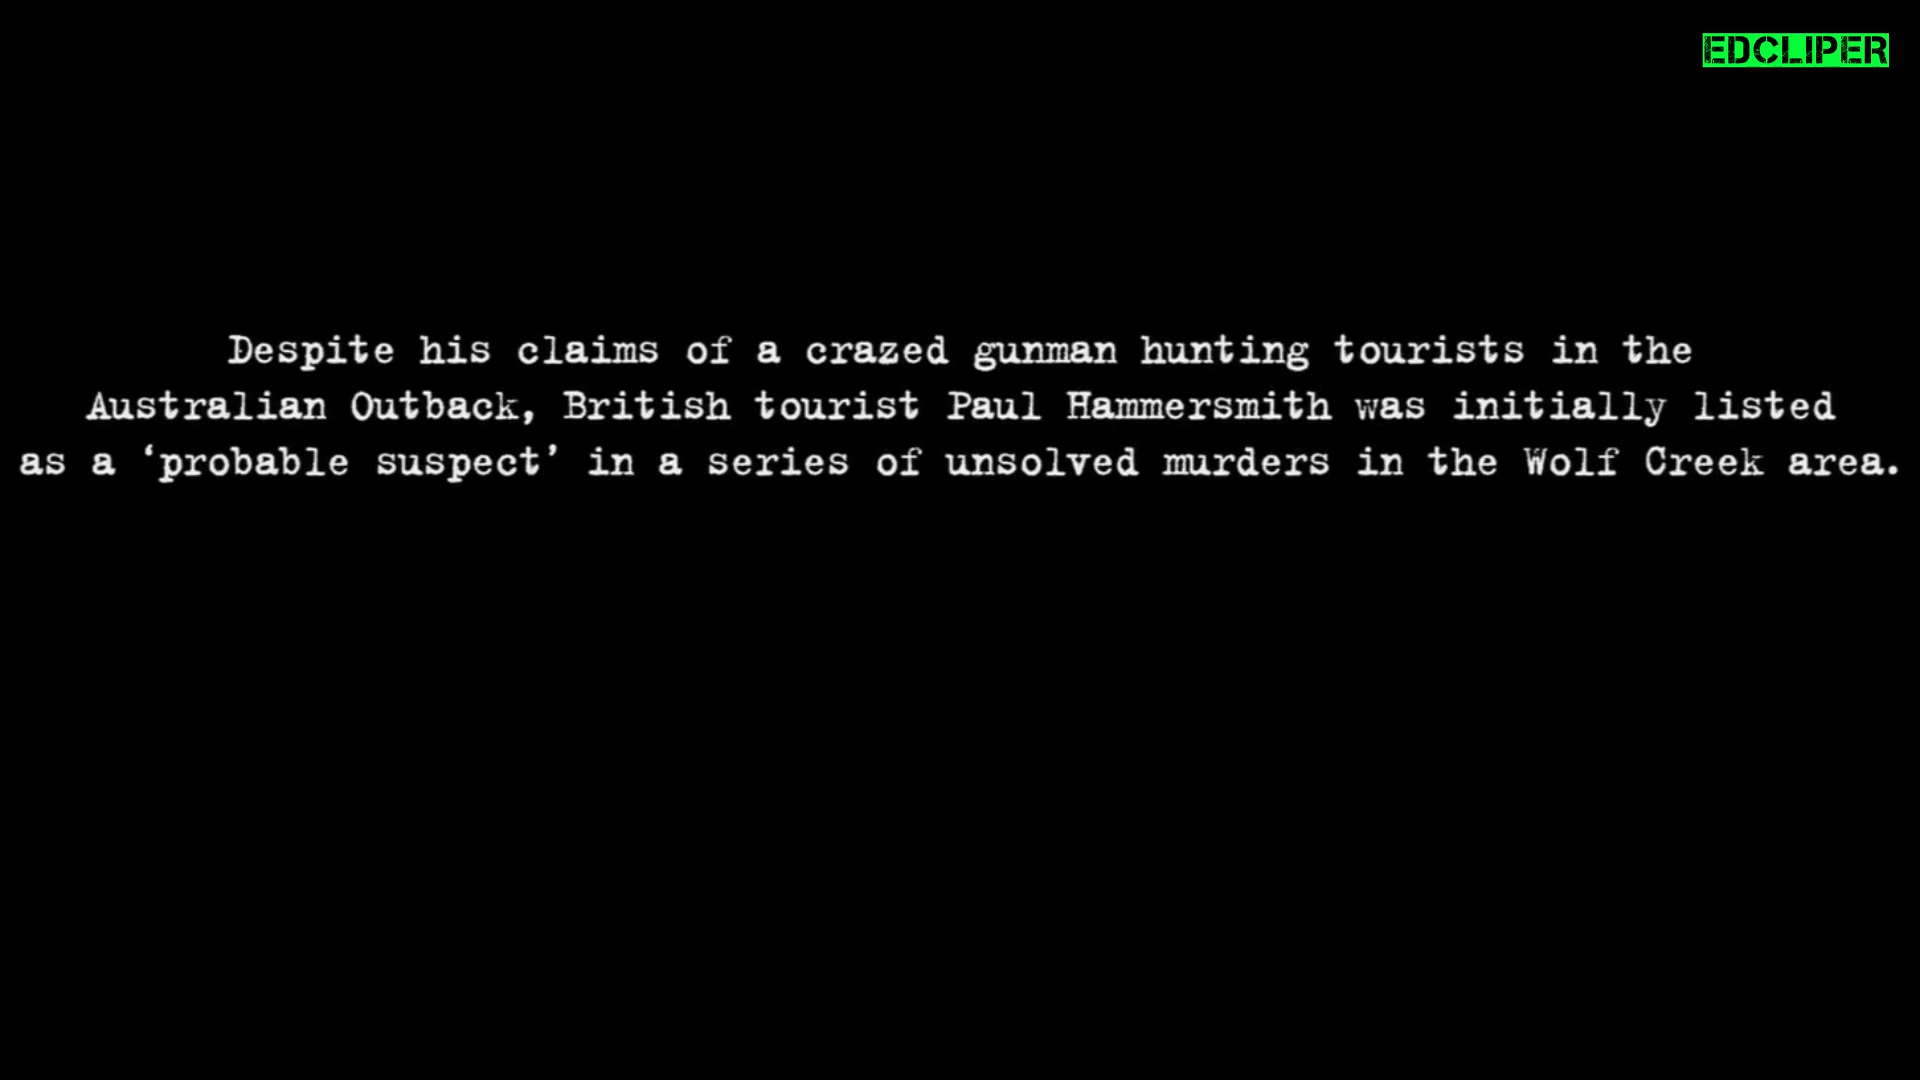 EDCLIPER
Despite his claims of a crazed gunman hunting tourists in the
Australian Outback, British tourist Paul Hammersmith was initially listed
as a ‘probable suspect’ in a series of unsolved murders in the Wolf Creek area.